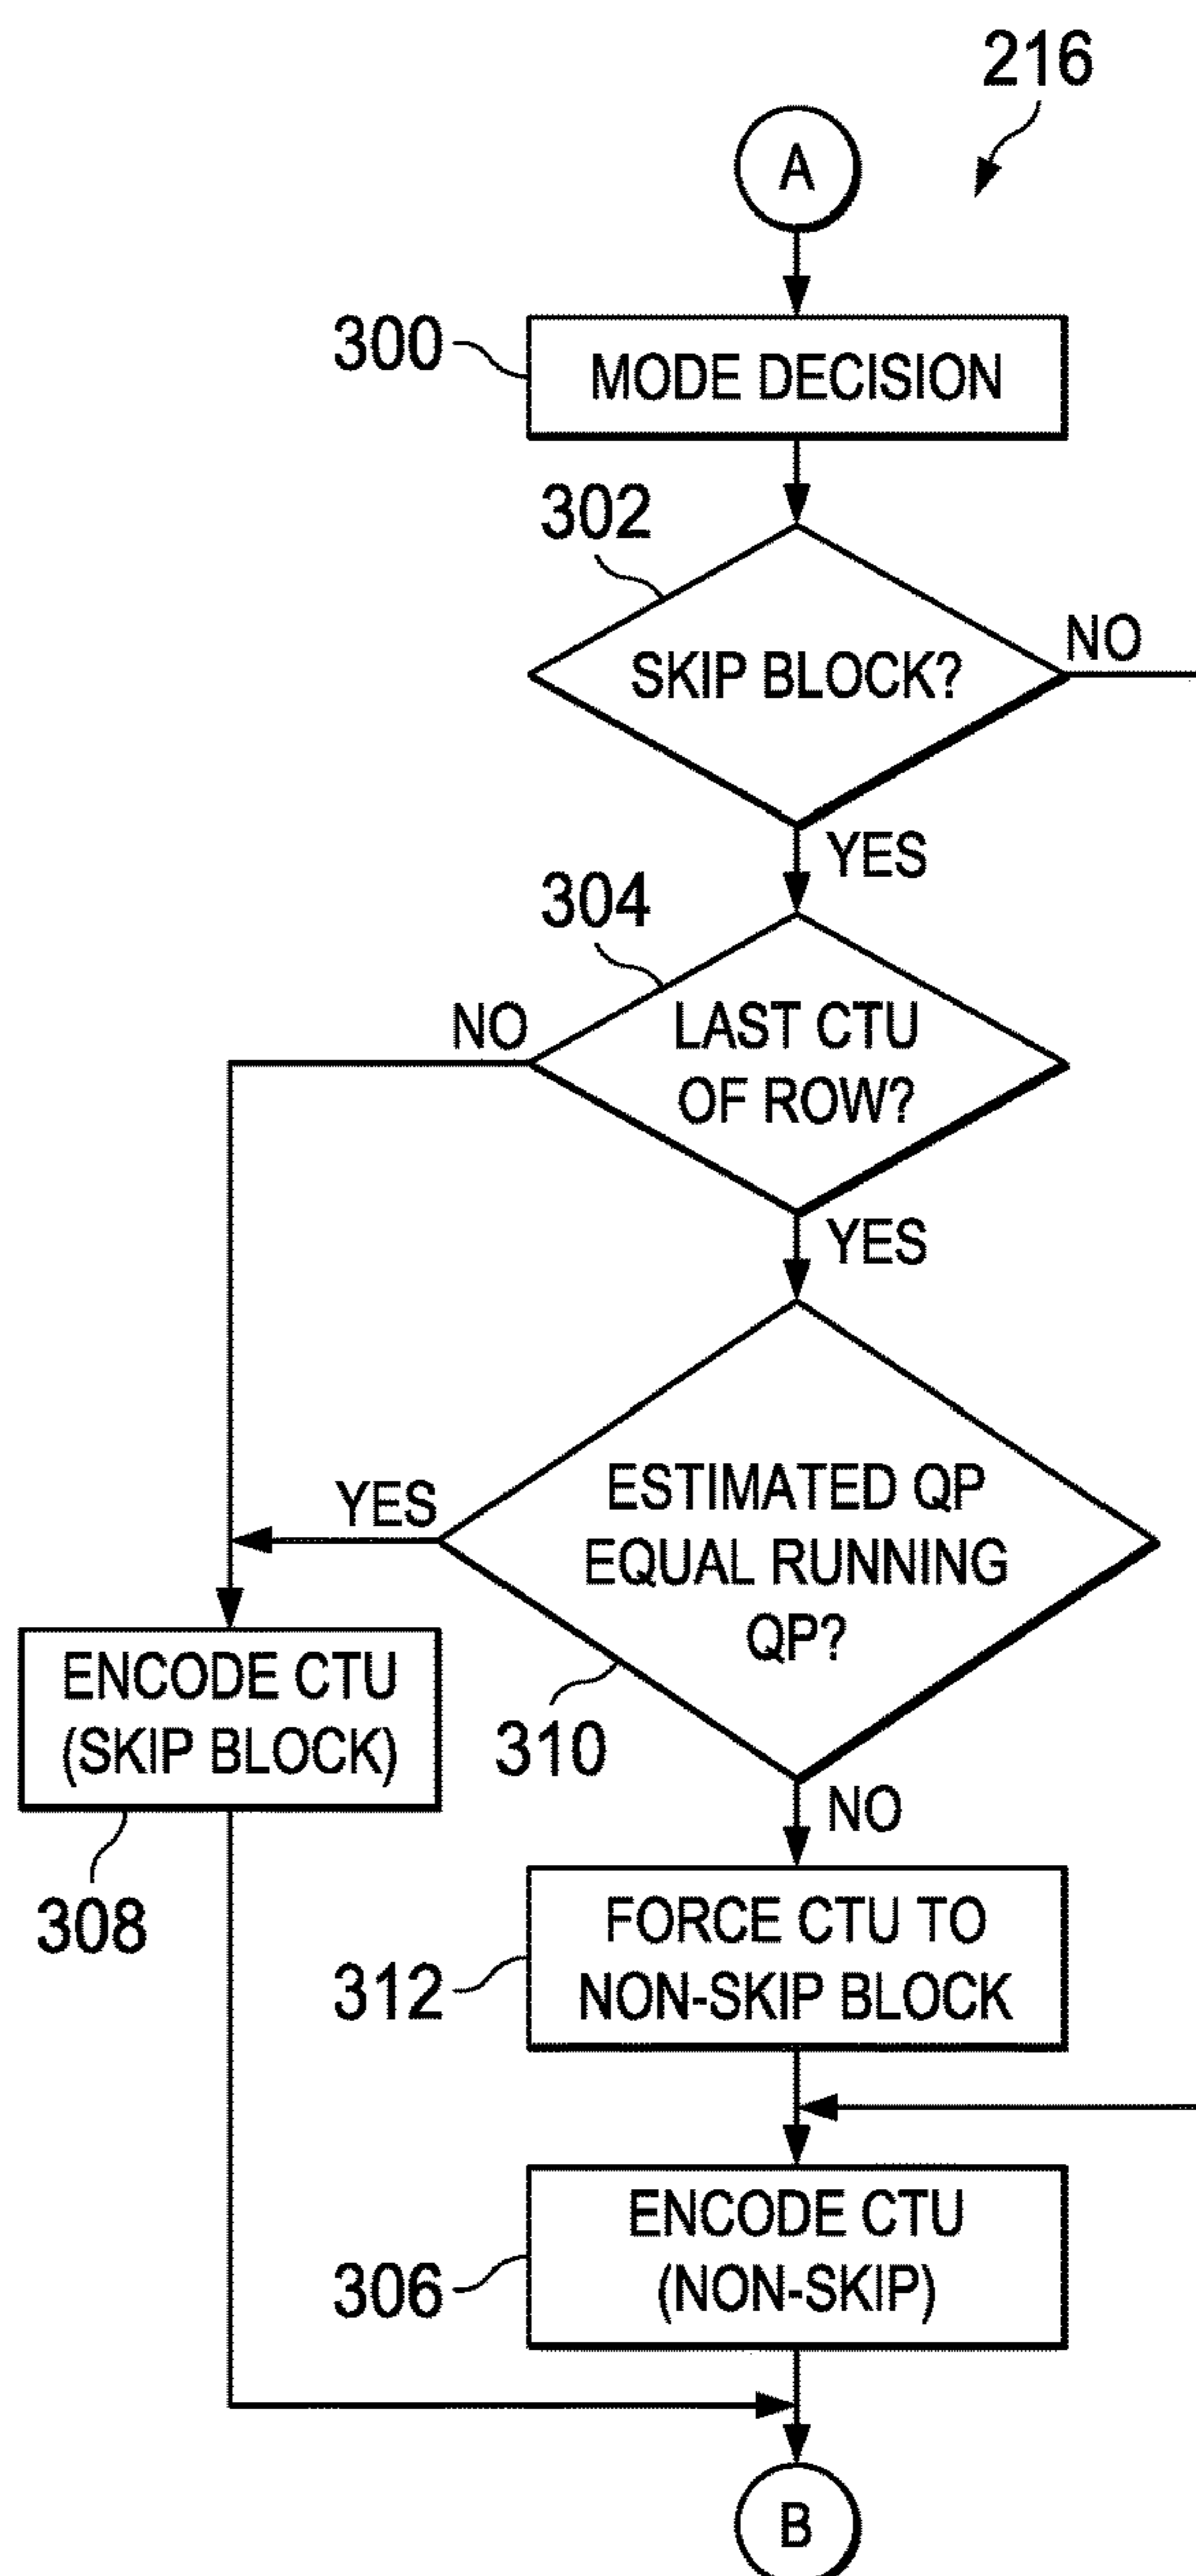 216
A
300
MODE DECISION
302
SKIP BLOCK?
NO
YES
304
NO
LAST CTU
OF ROW?
YES
YES
ESTIMATED QP
EQUAL RUNNING
QP?
310
NO
ENCODE CTU
(SKIP BLOCK)
308
312
FORCE CTU TO
NON-SKIP BLOCK
306
ENCODE CTU
(NON-SKIP)
B